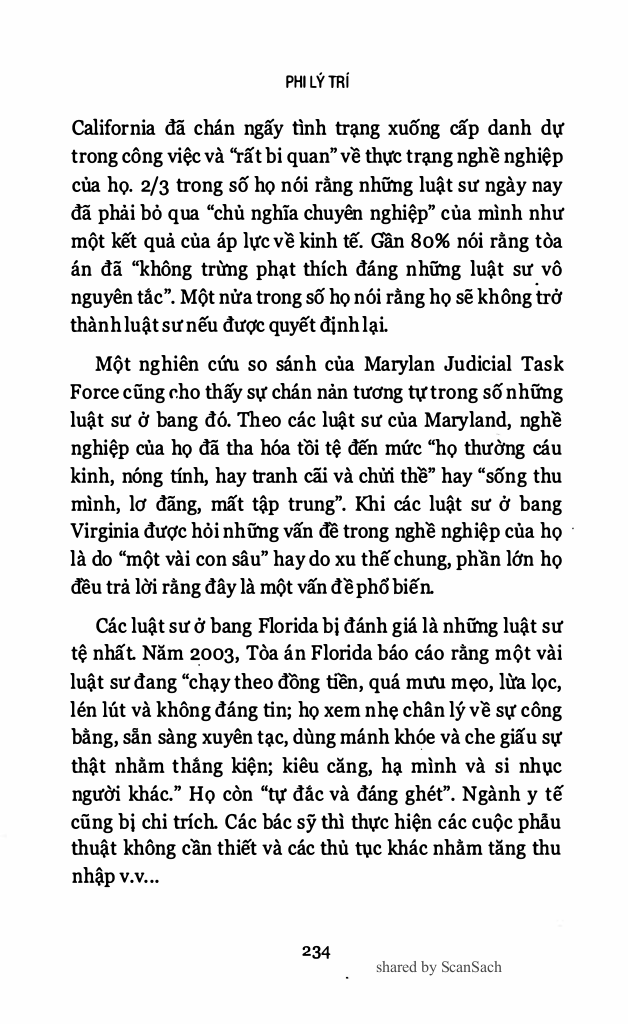 PHI LÝ TRÍ
California đã chán ngấy tình trạng xuống cấp danh dự
trong công việc và “rất bi quan” về thực trạng nghề nghiệp
của họ. 2/3 trong số họ nói rằng những luật sư ngày nay
đã phải bỏ qua “chủ nghĩa chuyên nghiệp” của mình như
một kết quả của áp lực về kinh tế. Gần 80% nói rằng tòa
án đã “không trừng phạt thích đáng những luật sư vô
nguyên tắc”. Một nửa trong số họ nói rằng họ sẽ không trở
thành luật sư nếu được quyết định lại.
Một nghiên cứu so sánh của Marylan Judicial Task
Force cũng cho thấy sự chán nản tương tự trong số những
luật sư ở bang đó. Theo các luật sư của Maryland, nghề
nghiệp của họ đã tha hóa tồi tệ đến mức “họ thường cáu
kinh, nóng tính, hay tranh cãi và chửi thề” hay “sống thu
mình, lơ đãng, mất tập trung”. Khi các luật sư ở bang
Virginia được hỏi những vấn đề trong nghề nghiệp của họ
là do “một vài con sâu” hay do xu thế chung, phần lớn họ
đều trả lời rằng đây là một vấn đề phổ biến.
Các luật sư ở bang Florida bị đánh giá là những luật sư
tệ nhất. Năm 2003, Tòa án Florida báo cáo rằng một vài
luật sư đang “chạy theo đồng tiền, quá mưu mẹo, lừa lọc,
lén lút và không đáng tin; họ xem nhẹ chân lý về sự công
bằng, sẵn sàng xuyên tạc, dùng mánh khóe và che giấu sự
thật nhằm thắng kiện; kiêu căng, hạ mình và si nhục
người khác.” Họ còn “tự đắc và đáng ghét”. Ngành y tế
cũng bị chi trích. Các bác sỹ thì thực hiện các cuộc phẫu
thuật không cần thiết và các thủ tục khác nhằm tăng thu
nhập v.v...
234
shared by ScanSach